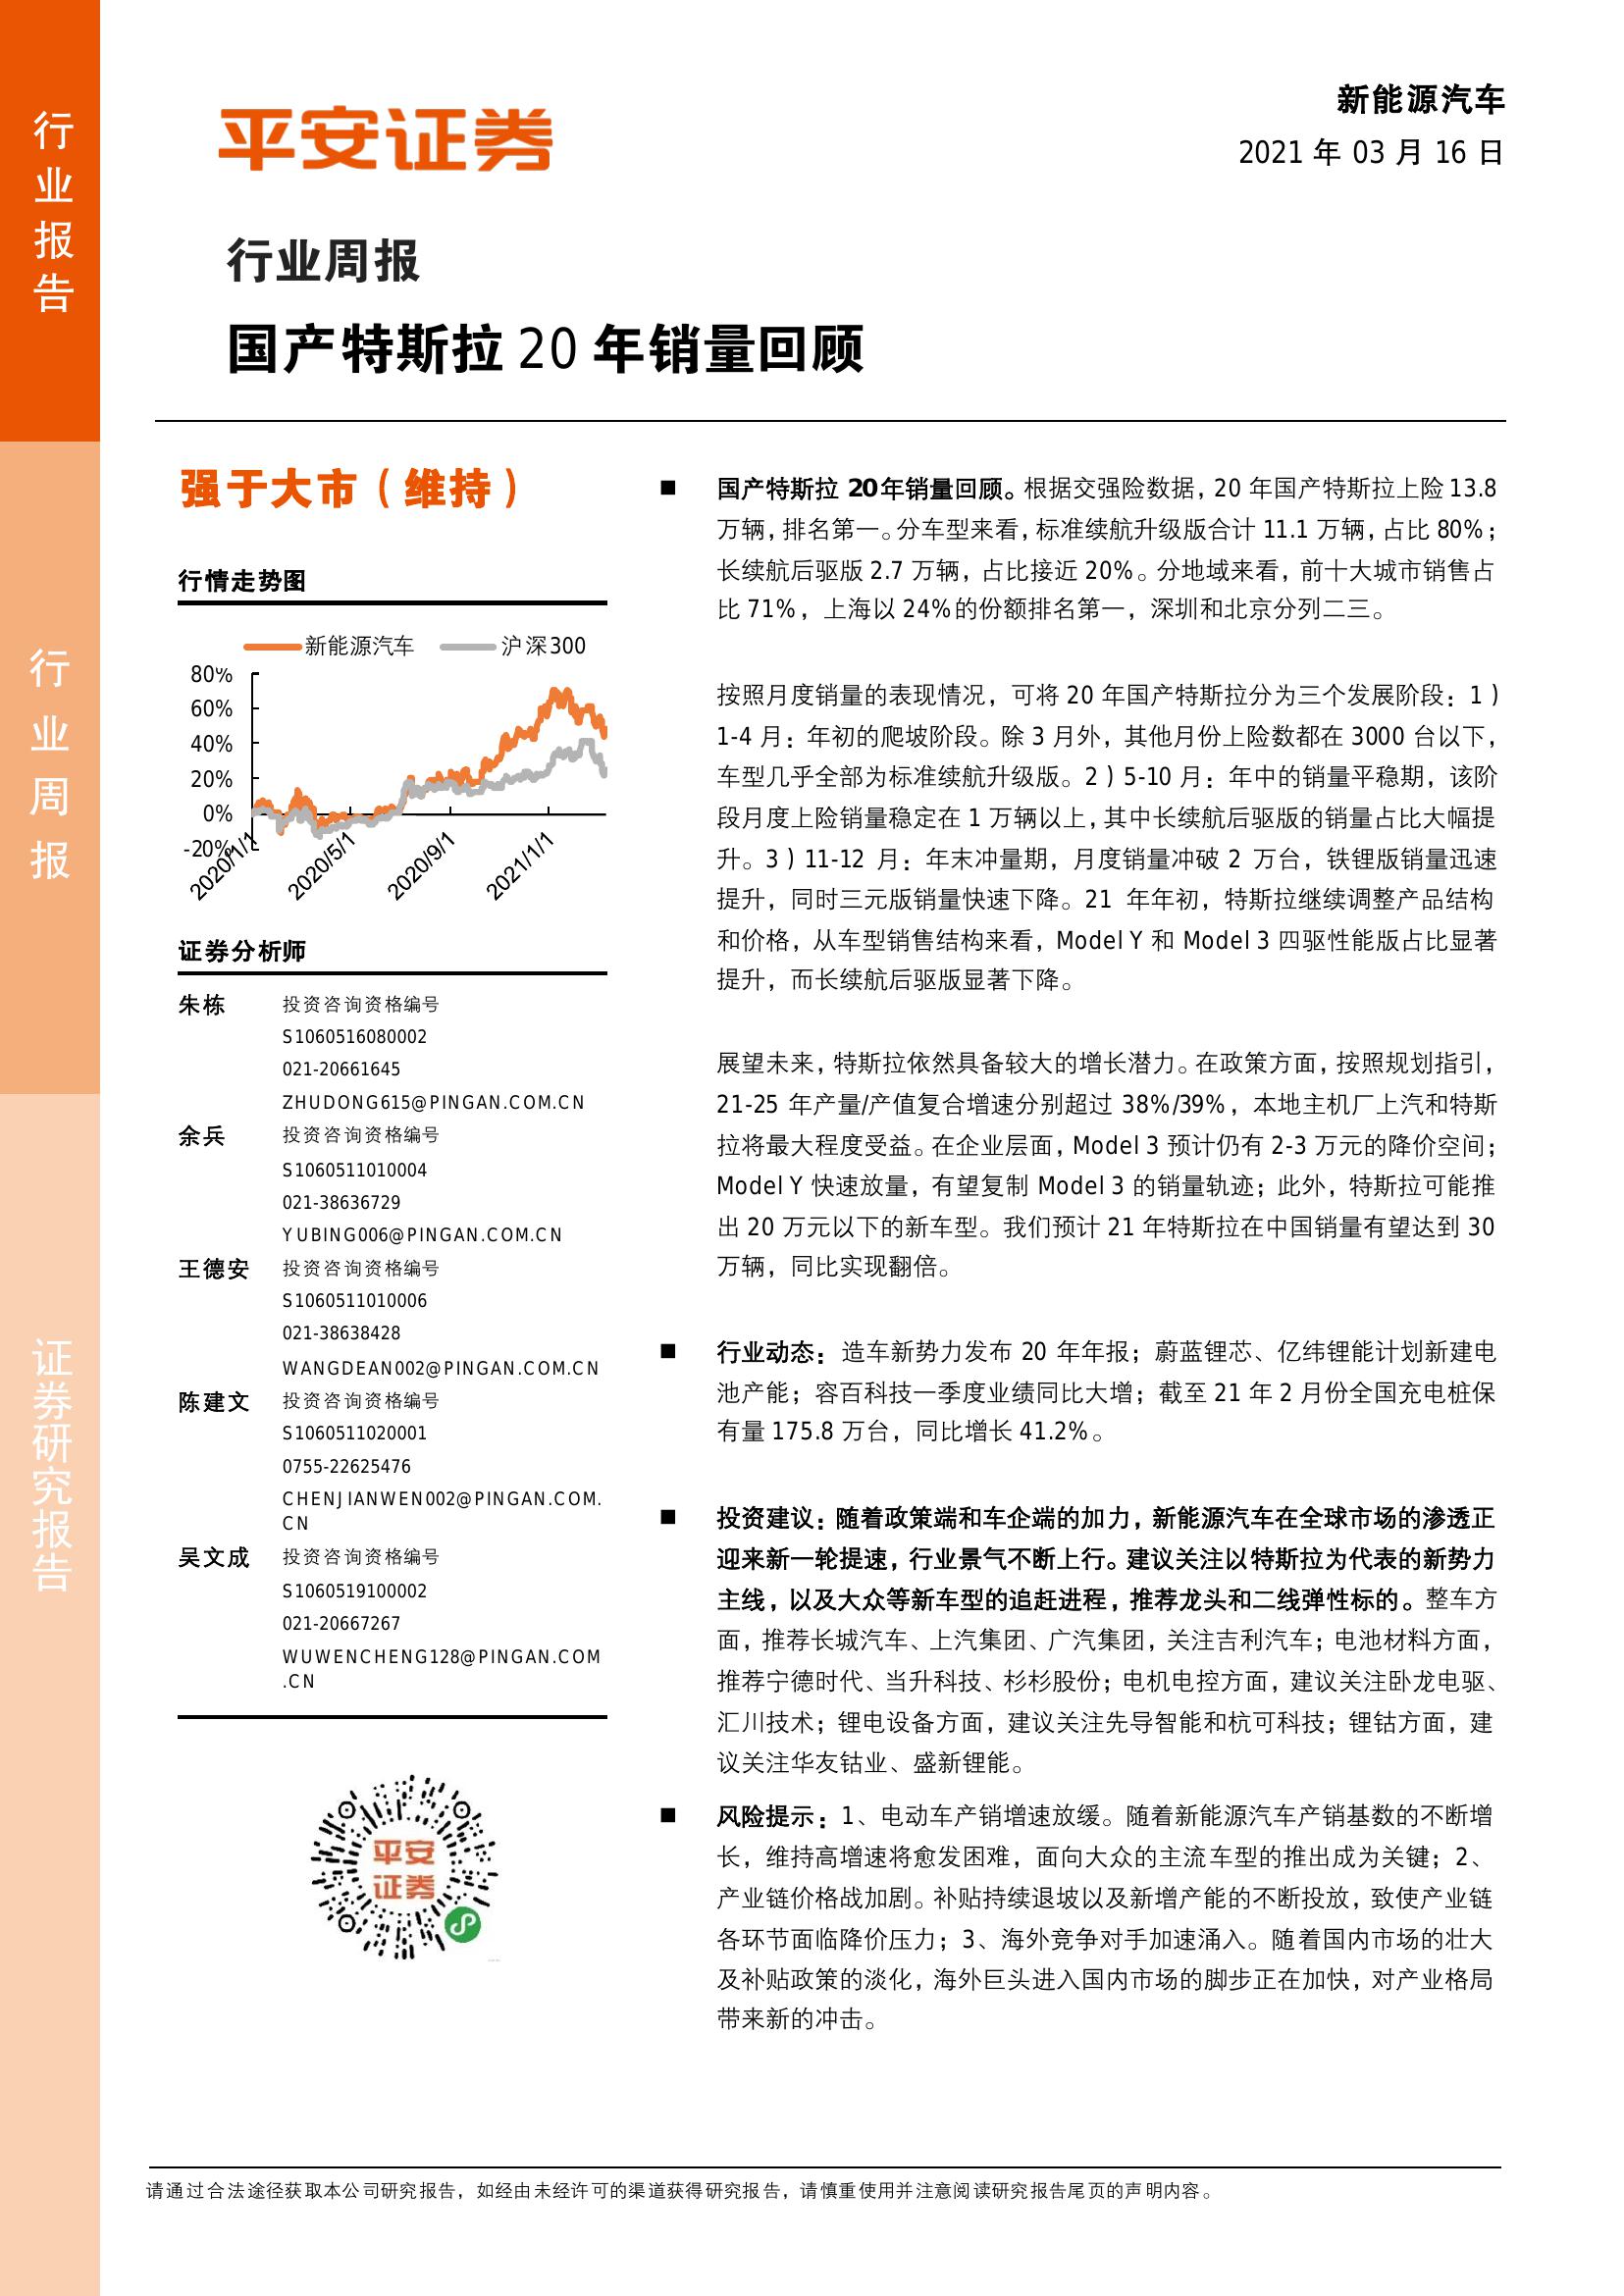 行业报告
行业周报
证券研究报告
平安证券
新能源汽车
2021 年 03 月 16 日
行业周报
国产特斯拉 20 年销量回顾
强于大市（维持）
行情走势图
新能源汽车 沪深300
80%
60%
40%
20%
0%
-20%
2020/1/1 2020/5/1 2020/9/1 2021/1/1
证券分析师
朱栋 投资咨询资格编号
S1060516080002
021-20661645
ZHUDONG615@PINGAN.COM.CN
余兵 投资咨询资格编号
S1060511010004
021-38636729
YUBING006@PINGAN.COM.CN
王德安 投资咨询资格编号
S1060511010006
021-38638428
WANGDEAN002@PINGAN.COM.CN
陈建文 投资咨询资格编号
S1060511020001
0755-22625476
CHENJIANWEN002@PINGAN.COM.
CN
吴文成 投资咨询资格编号
S1060519100002
021-20667267
WUWENCHENG128@PINGAN.COM
.CN
平安
证券
■ 国产特斯拉 20年销量回顾。根据交强险数据，20 年国产特斯拉上险 13.8
万辆，排名第一。分车型来看，标准续航升级版合计 11.1 万辆，占比 80%；
长续航后驱版 2.7 万辆，占比接近 20%。分地域来看，前十大城市销售占
比 71%，上海以 24%的份额排名第一，深圳和北京分列二三。
按照月度销量的表现情况，可将 20 年国产特斯拉分为三个发展阶段：1）
1-4 月：年初的爬坡阶段。除 3 月外，其他月份上险数都在 3000 台以下，
车型几乎全部为标准续航升级版。2）5-10 月：年中的销量平稳期，该阶
段月度上险销量稳定在 1 万辆以上，其中长续航后驱版的销量占比大幅提
升。3）11-12 月：年末冲量期，月度销量冲破 2 万台，铁锂版销量迅速
提升，同时三元版销量快速下降。21 年年初，特斯拉继续调整产品结构
和价格，从车型销售结构来看，Model Y 和 Model 3 四驱性能版占比显著
提升，而长续航后驱版显著下降。
展望未来，特斯拉依然具备较大的增长潜力。在政策方面，按照规划指引，
21-25 年产量/产值复合增速分别超过 38%/39%，本地主机厂上汽和特斯
拉将最大程度受益。在企业层面，Model 3 预计仍有 2-3 万元的降价空间；
Model Y 快速放量，有望复制 Model 3 的销量轨迹；此外，特斯拉可能推
出 20 万元以下的新车型。我们预计 21 年特斯拉在中国销量有望达到 30
万辆，同比实现翻倍。
■ 行业动态：造车新势力发布 20 年年报；蔚蓝锂芯、亿纬锂能计划新建电
池产能；容百科技一季度业绩同比大增；截至 21 年 2 月份全国充电桩保
有量 175.8 万台，同比增长 41.2%。
■ 投资建议：随着政策端和车企端的加力，新能源汽车在全球市场的渗透正
迎来新一轮提速，行业景气不断上行。建议关注以特斯拉为代表的新势力
主线，以及大众等新车型的追赶进程，推荐龙头和二线弹性标的。整车方
面，推荐长城汽车、上汽集团、广汽集团，关注吉利汽车；电池材料方面，
推荐宁德时代、当升科技、杉杉股份；电机电控方面，建议关注卧龙电驱、
汇川技术；锂电设备方面，建议关注先导智能和杭可科技；锂钴方面，建
议关注华友钴业、盛新锂能。
■ 风险提示：1、电动车产销增速放缓。随着新能源汽车产销基数的不断增
长，维持高增速将愈发困难，面向大众的主流车型的推出成为关键；2、
产业链价格战加剧。补贴持续退坡以及新增产能的不断投放，致使产业链
各环节面临降价压力；3、海外竞争对手加速涌入。随着国内市场的壮大
及补贴政策的淡化，海外巨头进入国内市场的脚步正在加快，对产业格局
带来新的冲击。
请通过合法途径获取本公司研究报告，如经由未经许可的渠道获得研究报告，请慎重使用并注意阅读研究报告尾页的声明内容。